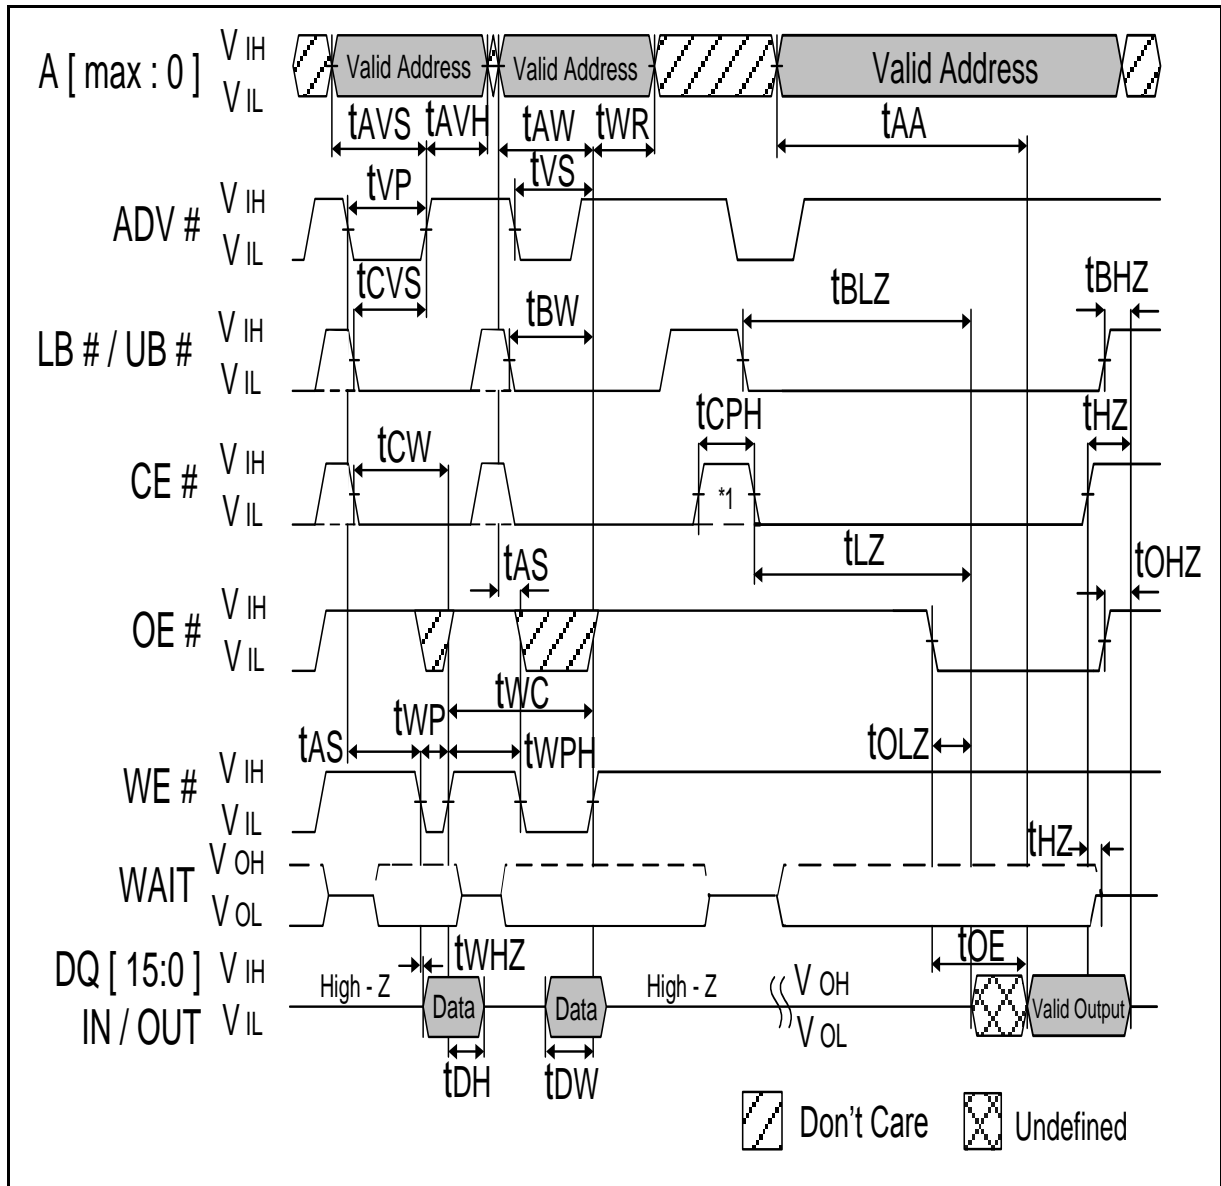 A [ max : 0 ] V IH V IL Valid Address Valid Address Valid Address
tAVS tAVH tAW tWR tAA
ADV # V IH V IL tVP tVS
tCVS tBW tBLZ tBHZ
LB # / UB # V IH V IL
tCW tCPH tHZ
CE # V IH V IL *1
tAS tLZ tOHZ
OE # V IH V IL
tWC
tAS tWP tWPH tOLZ
WE # V IH V IL
tHZ
WAIT V OH V OL
tWHZ tOE
DQ [ 15:0 ] V IH High - Z Data Data High - Z V OH Valid Output
IN / OUT V IL V OL
tDH tDW
Don't Care Undefined